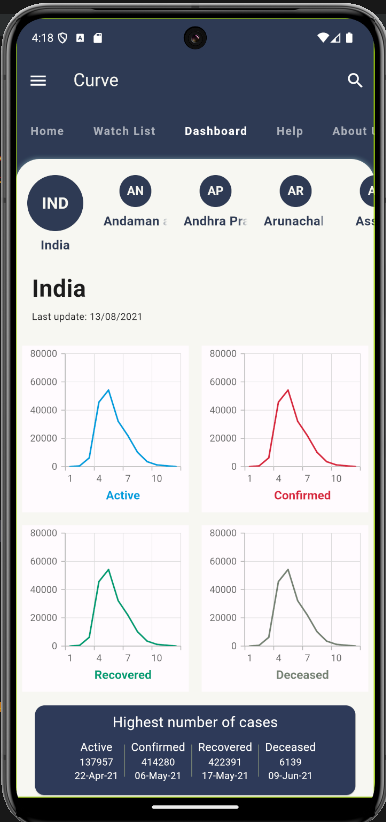 4:18
Curve
Home Watch List Dashboard Help About U
IND AN AP AR A
India Andaman a Andhra Pra Arunachal Ass
India
Last update: 13/08/2021
80000 60000 40000 20000 0
1 4 7 10
Active
80000 60000 40000 20000 0
1 4 7 10
Confirmed
80000 60000 40000 20000 0
1 4 7 10
Recovered
80000 60000 40000 20000 0
1 4 7 10
Deceased
Highest number of cases
Active Confirmed Recovered Deceased
137957 414280 422391 6139
22-Apr-21 06-May-21 17-May-21 09-Jun-21